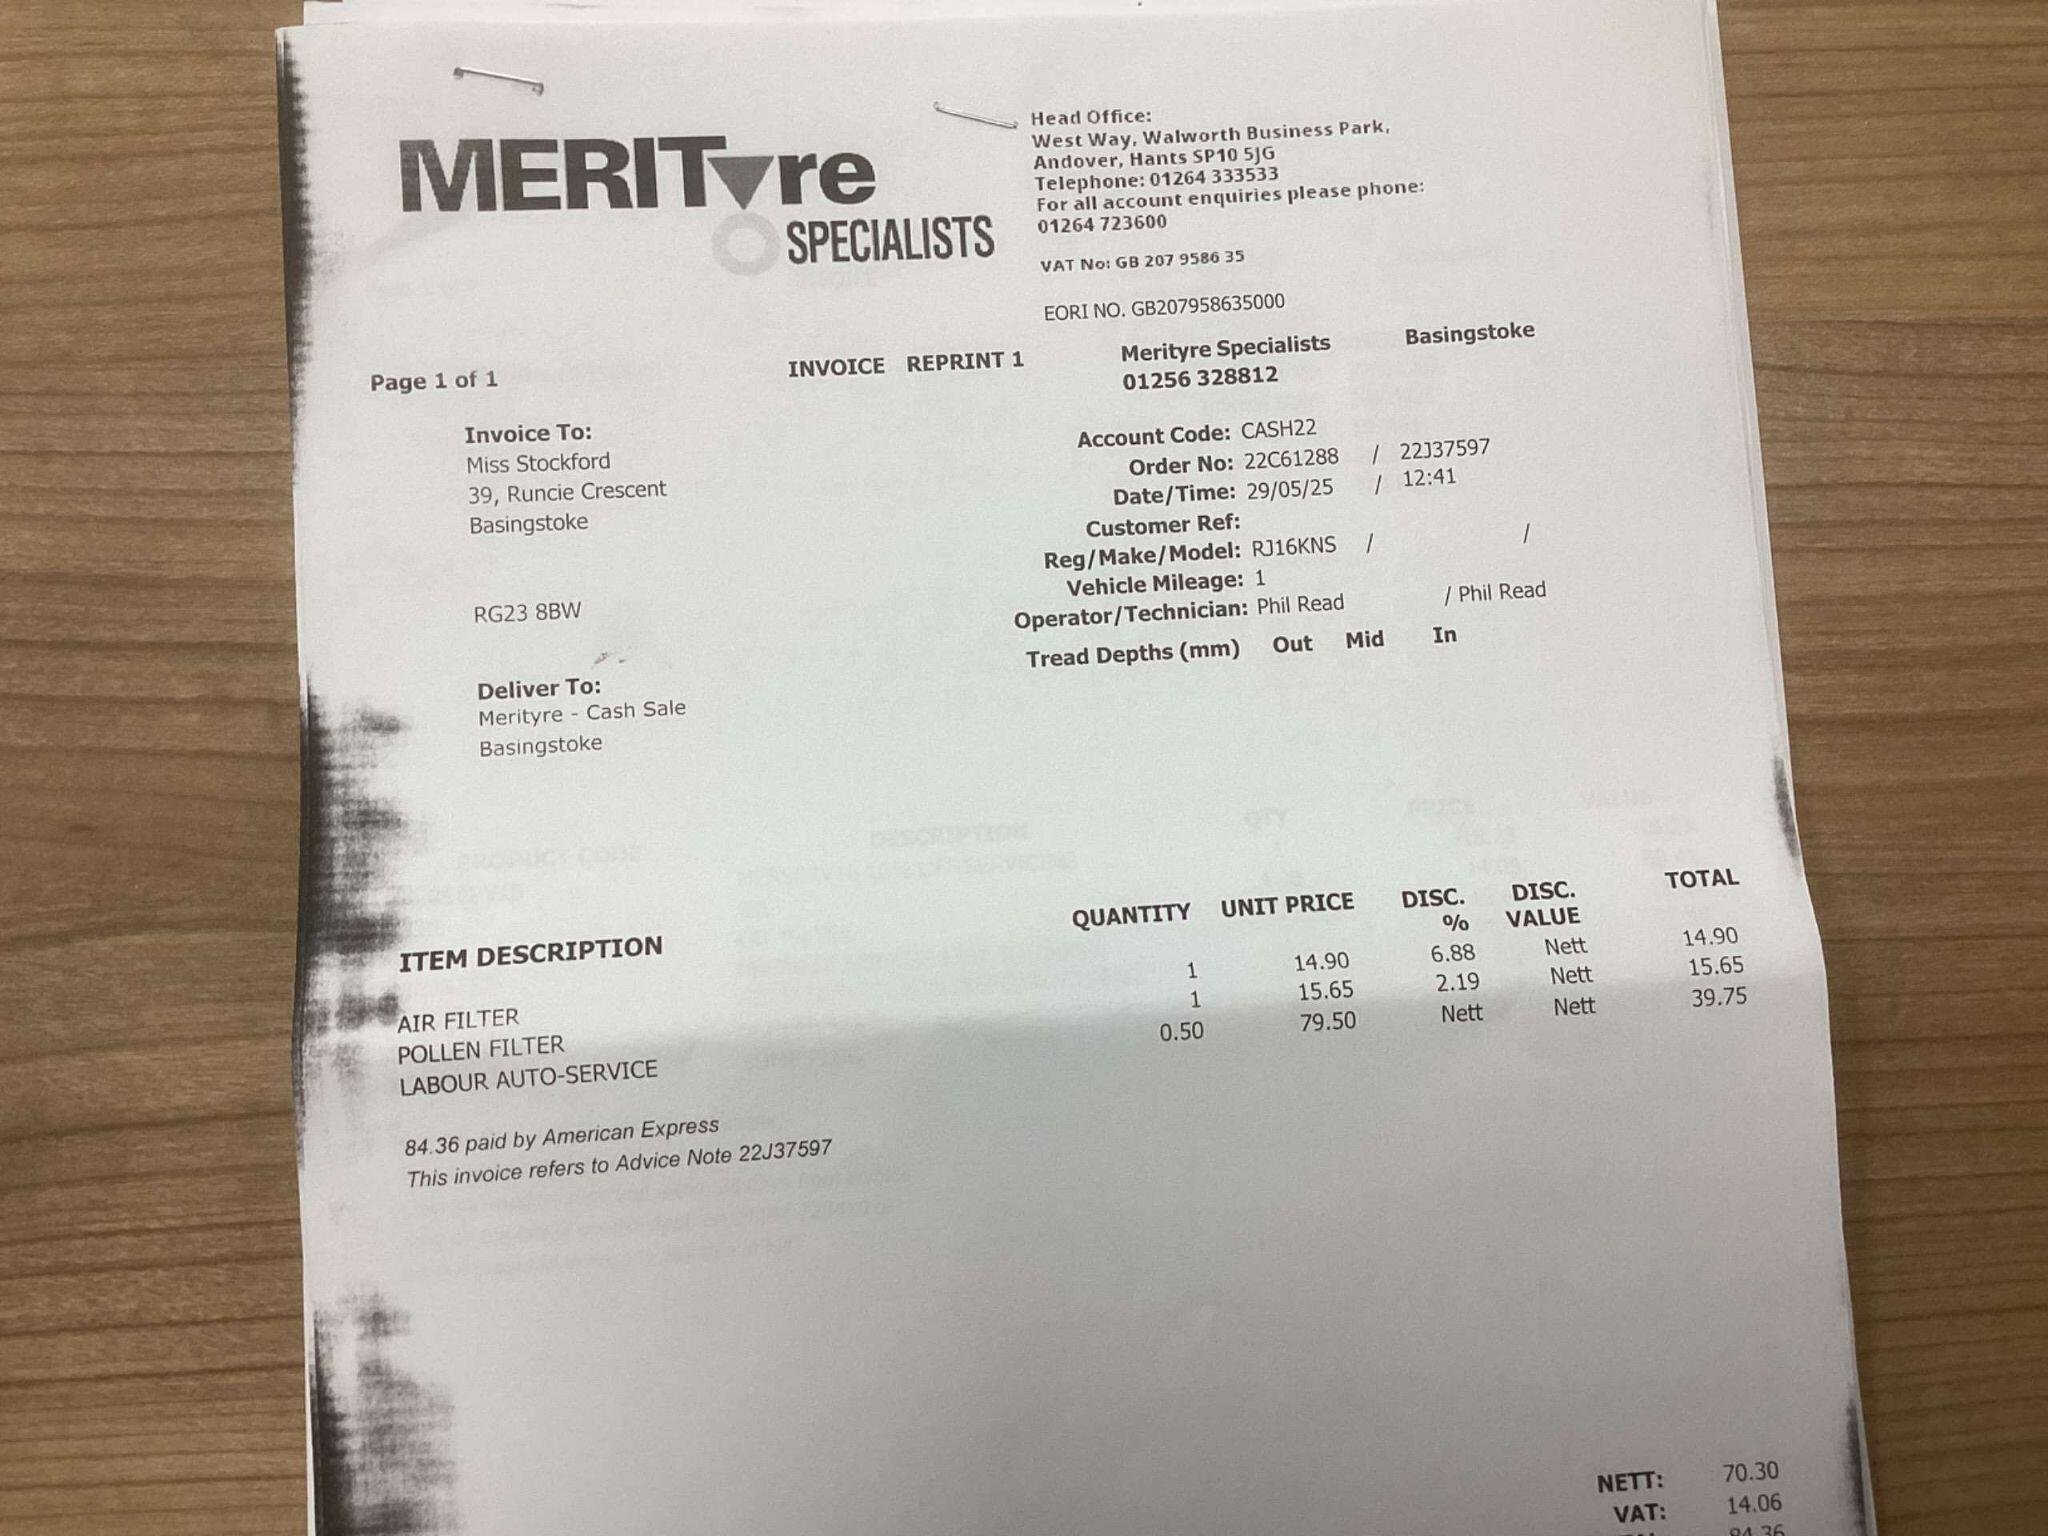 MERITyre
SPECIALISTS
Head Office:
West Way, Walworth Business Park,
Andover, Hants SP10 5JG
Telephone: 01264 333533
For all account enquiries please phone:
01264 723600
VAT No: GB 207 9586 35
EORI NO. GB207958635000
Page 1 of 1
INVOICE REPRINT 1
Merityre Specialists Basingstoke
01256 328812
Invoice To:
Miss Stockford
39, Runcie Crescent
Basingstoke
RG23 8BW
Account Code: CASH22
Order No: 22C61288 / 22J37597
Date/Time: 29/05/25 / 12:41
Customer Ref:
Reg/Make/Model: RJ16KNS / /
Vehicle Mileage: 1
Operator/Technician: Phil Read / Phil Read
Tread Depths (mm) Out Mid In
Deliver To:
Merityre - Cash Sale
Basingstoke
ITEM DESCRIPTION QUANTITY UNIT PRICE DISC. % DISC. VALUE TOTAL
AIR FILTER 1 14.90 6.88 Nett 14.90
POLLEN FILTER 1 15.65 2.19 Nett 15.65
LABOUR AUTO-SERVICE 0.50 79.50 Nett Nett 39.75
84.36 paid by American Express
This invoice refers to Advice Note 22J37597
NETT: 70.30
VAT: 14.06
84.36